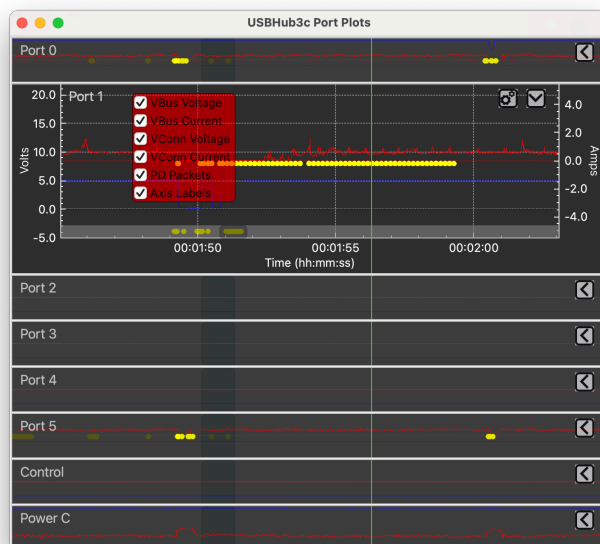 USBHub3c Port Plots
Port 0
Port 1
20.0
15.0
10.0
5.0
0.0
-5.0
Volts
VBus Voltage
VBus Current
VConn Voltage
VConn Current
PD Packets
Axis Labels
4.0
2.0
0.0
-2.0
-4.0
Amps
00:01:50 00:01:55 00:02:00
Time (hh:mm:ss)
Port 2
Port 3
Port 4
Port 5
Control
Power C